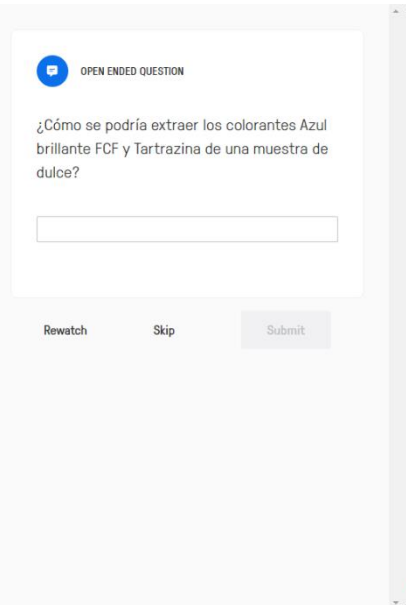 OPEN ENDED QUESTION
¿Cómo se podría extraer los colorantes Azul
brillante FCF y Tartrazina de una muestra de
dulce?
Rewatch Skip Submit